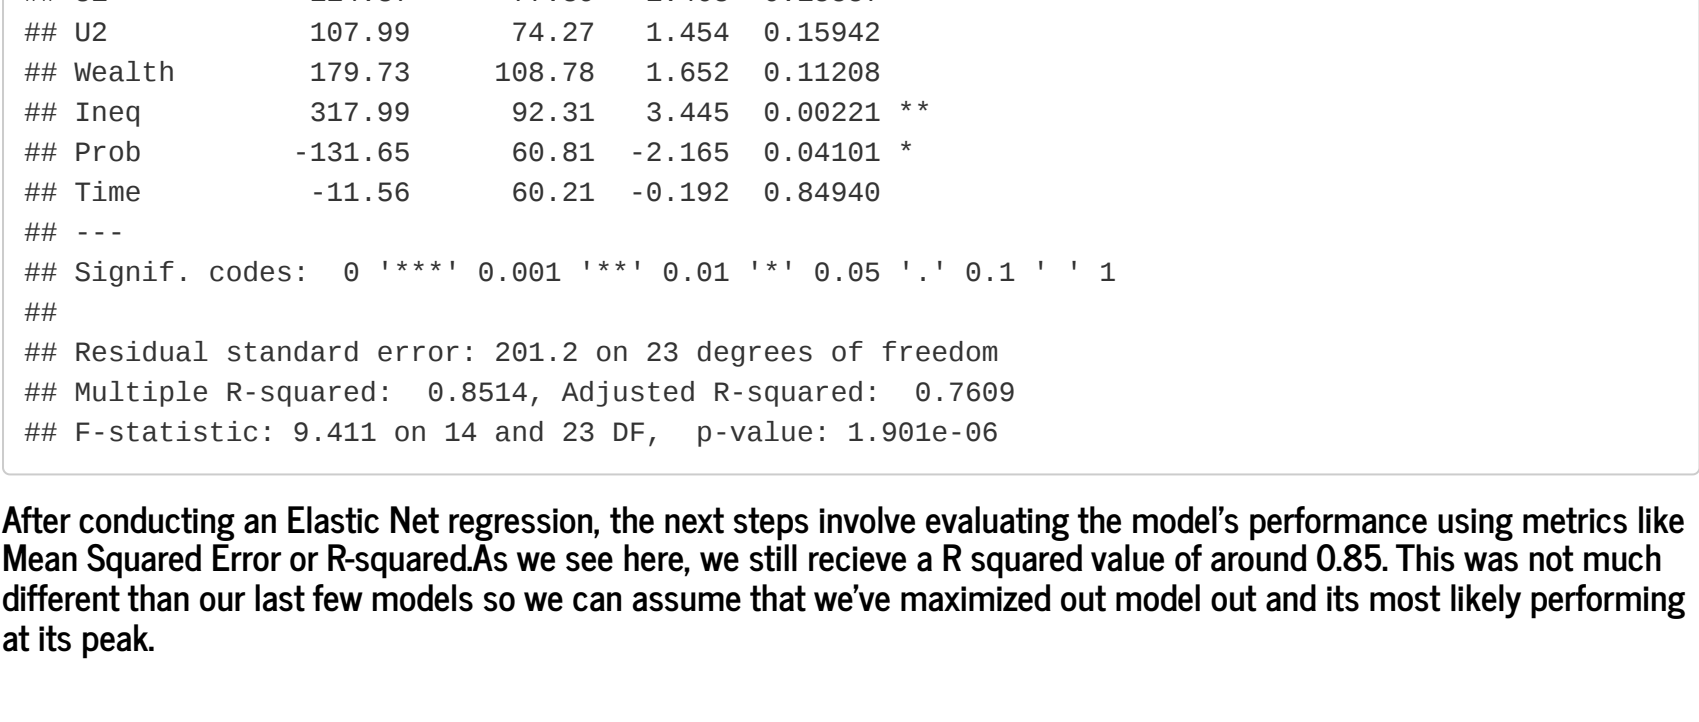 ## U2            107.99      74.27   1.454  0.15942
## Wealth        179.73     108.78   1.652  0.11208
## Ineq          317.99      92.31   3.445  0.00221 **
## Prob         -131.65      60.81  -2.165  0.04101 *
## Time          -11.56      60.21  -0.192  0.84940
## ---
## Signif. codes:  0 '***' 0.001 '**' 0.01 '*' 0.05 '.' 0.1 ' ' 1
##
## Residual standard error: 201.2 on 23 degrees of freedom
## Multiple R-squared:  0.8514, Adjusted R-squared:  0.7609
## F-statistic: 9.411 on 14 and 23 DF,  p-value: 1.901e-06
After conducting an Elastic Net regression, the next steps involve evaluating the model's performance using metrics like
Mean Squared Error or R-squared.As we see here, we still recieve a R squared value of around 0.85. This was not much
different than our last few models so we can assume that we've maximized out model out and its most likely performing
at its peak.